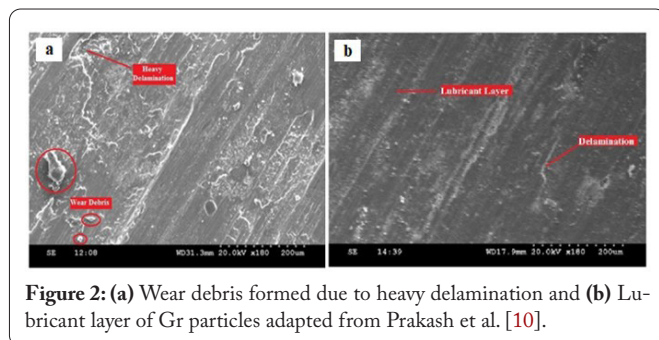 a
b
Heavy
Delamination
Lubricant Layer
Delamination
Wear Debris
SE 12:08 WD31.3mm 20.0kV x180 200um
SE 14:39 WD17.9mm 20.0kV x180 200um
Figure 2: (a) Wear debris formed due to heavy delamination and (b) Lu-
bricant layer of Gr particles adapted from Prakash et al. [10].